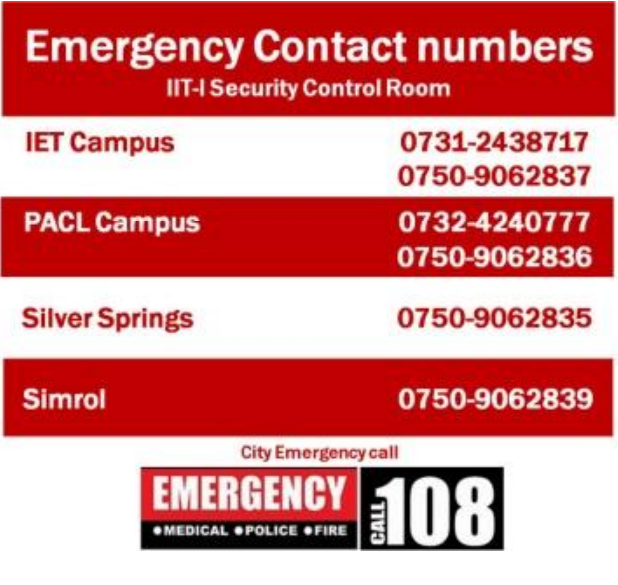 Emergency Contact numbers
IIT-I Security Control Room
IET Campus 0731-2438717
0750-9062837
PACL Campus 0732-4240777
0750-9062836
Silver Springs 0750-9062835
Simrol 0750-9062839
City Emergency call
EMERGENCY
•MEDICAL •POLICE •FIRE
CALL 108